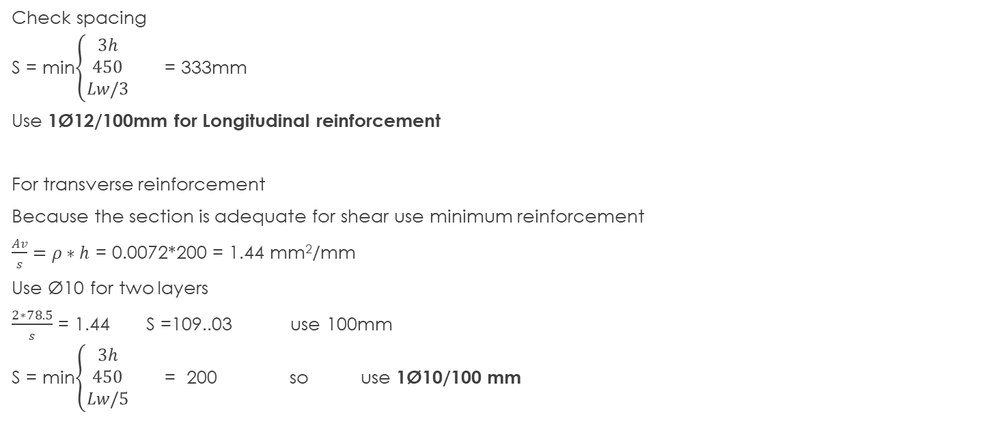 Check spacing
3h
S = min{ 450 = 333mm
Lw/3
Use 1Ø12/100mm for Longitudinal reinforcement
For transverse reinforcement
Because the section is adequate for shear use minimum reinforcement
Av/s = ρ * h = 0.0072*200 = 1.44 mm²/mm
Use Ø10 for two layers
2*78.5/s = 1.44 S =109..03 use 100mm
3h
S = min{ 450 = 200 so use 1Ø10/100 mm
Lw/5